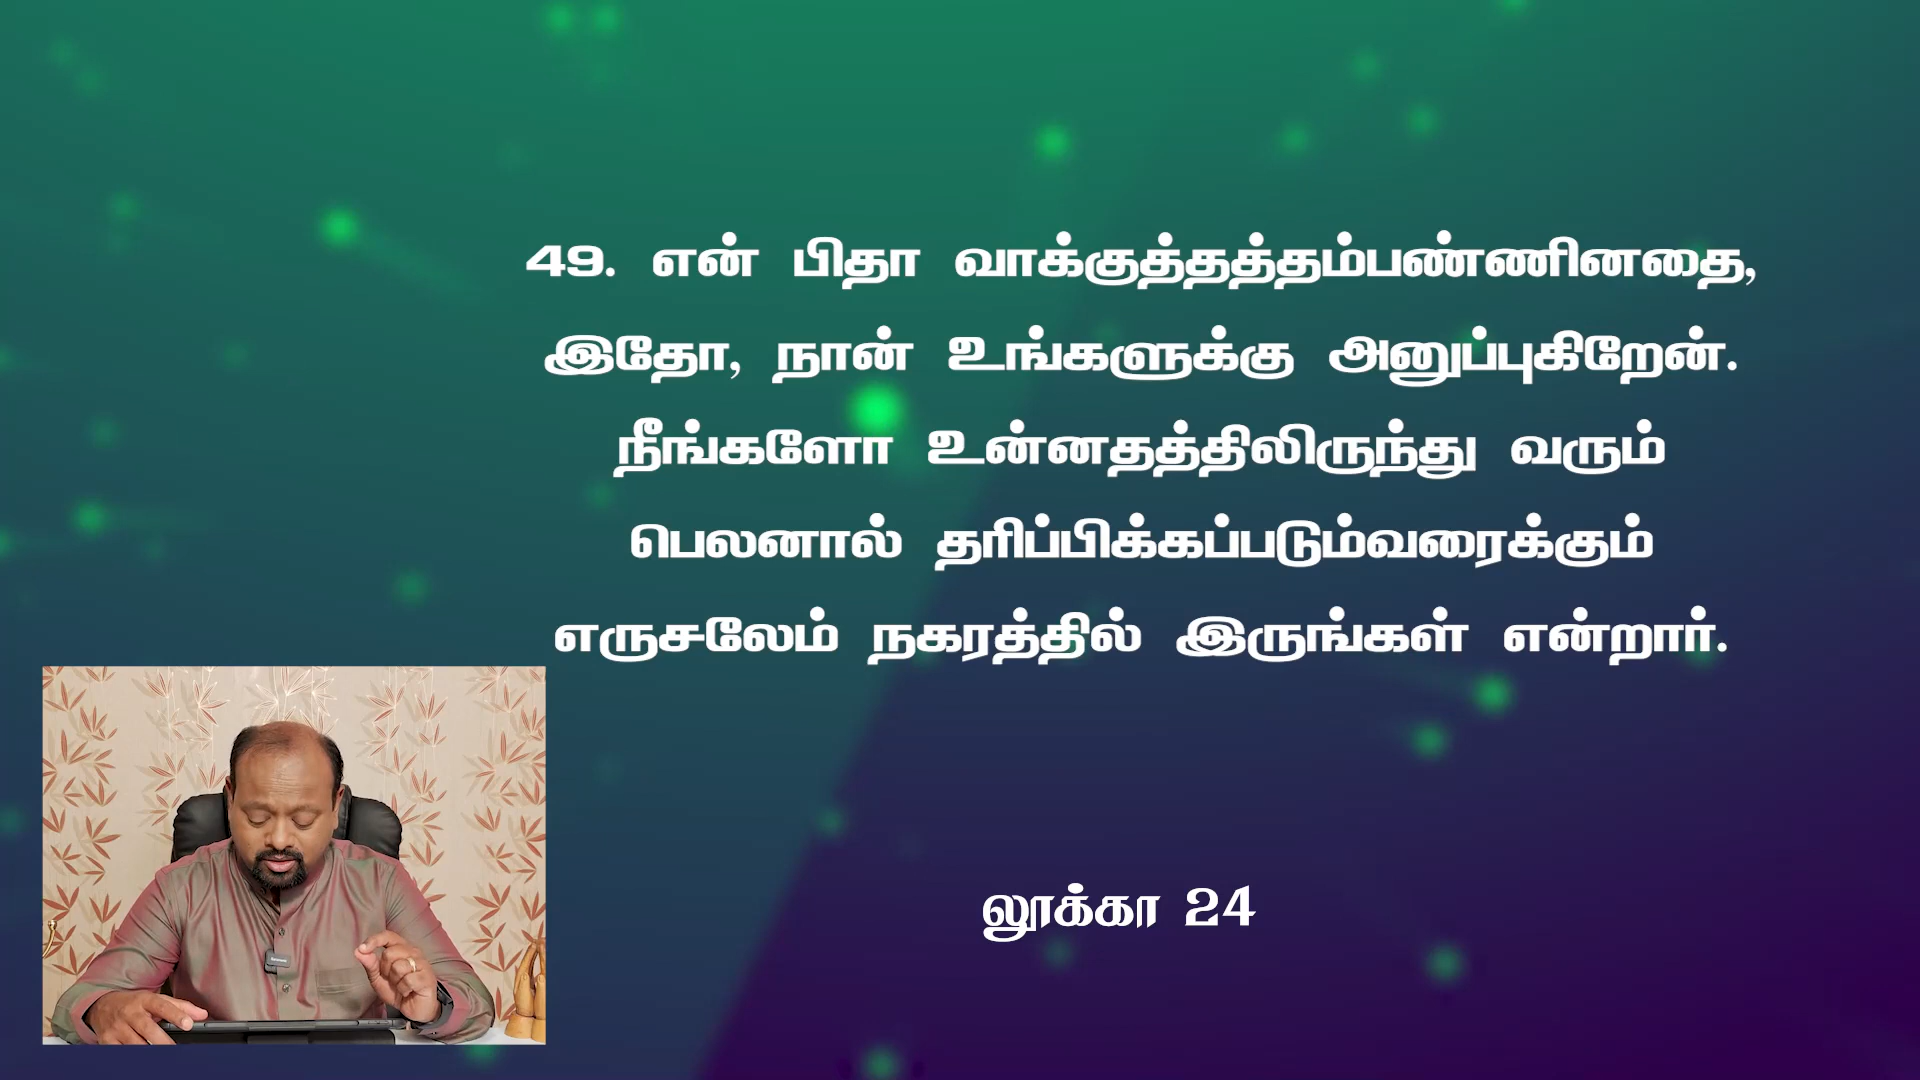 49. என் பிதா வாக்குத்தத்தம்பண்ணினதை,
இதோ, நான் உங்களுக்கு அனுப்புகிறேன்.
நீங்களோ உன்னதத்திலிருந்து வரும்
பெலனால் தரிப்பிக்கப்படும்வரைக்கும்
எருசலேம் நகரத்தில் இருங்கள் என்றார்.
லூக்கா 24